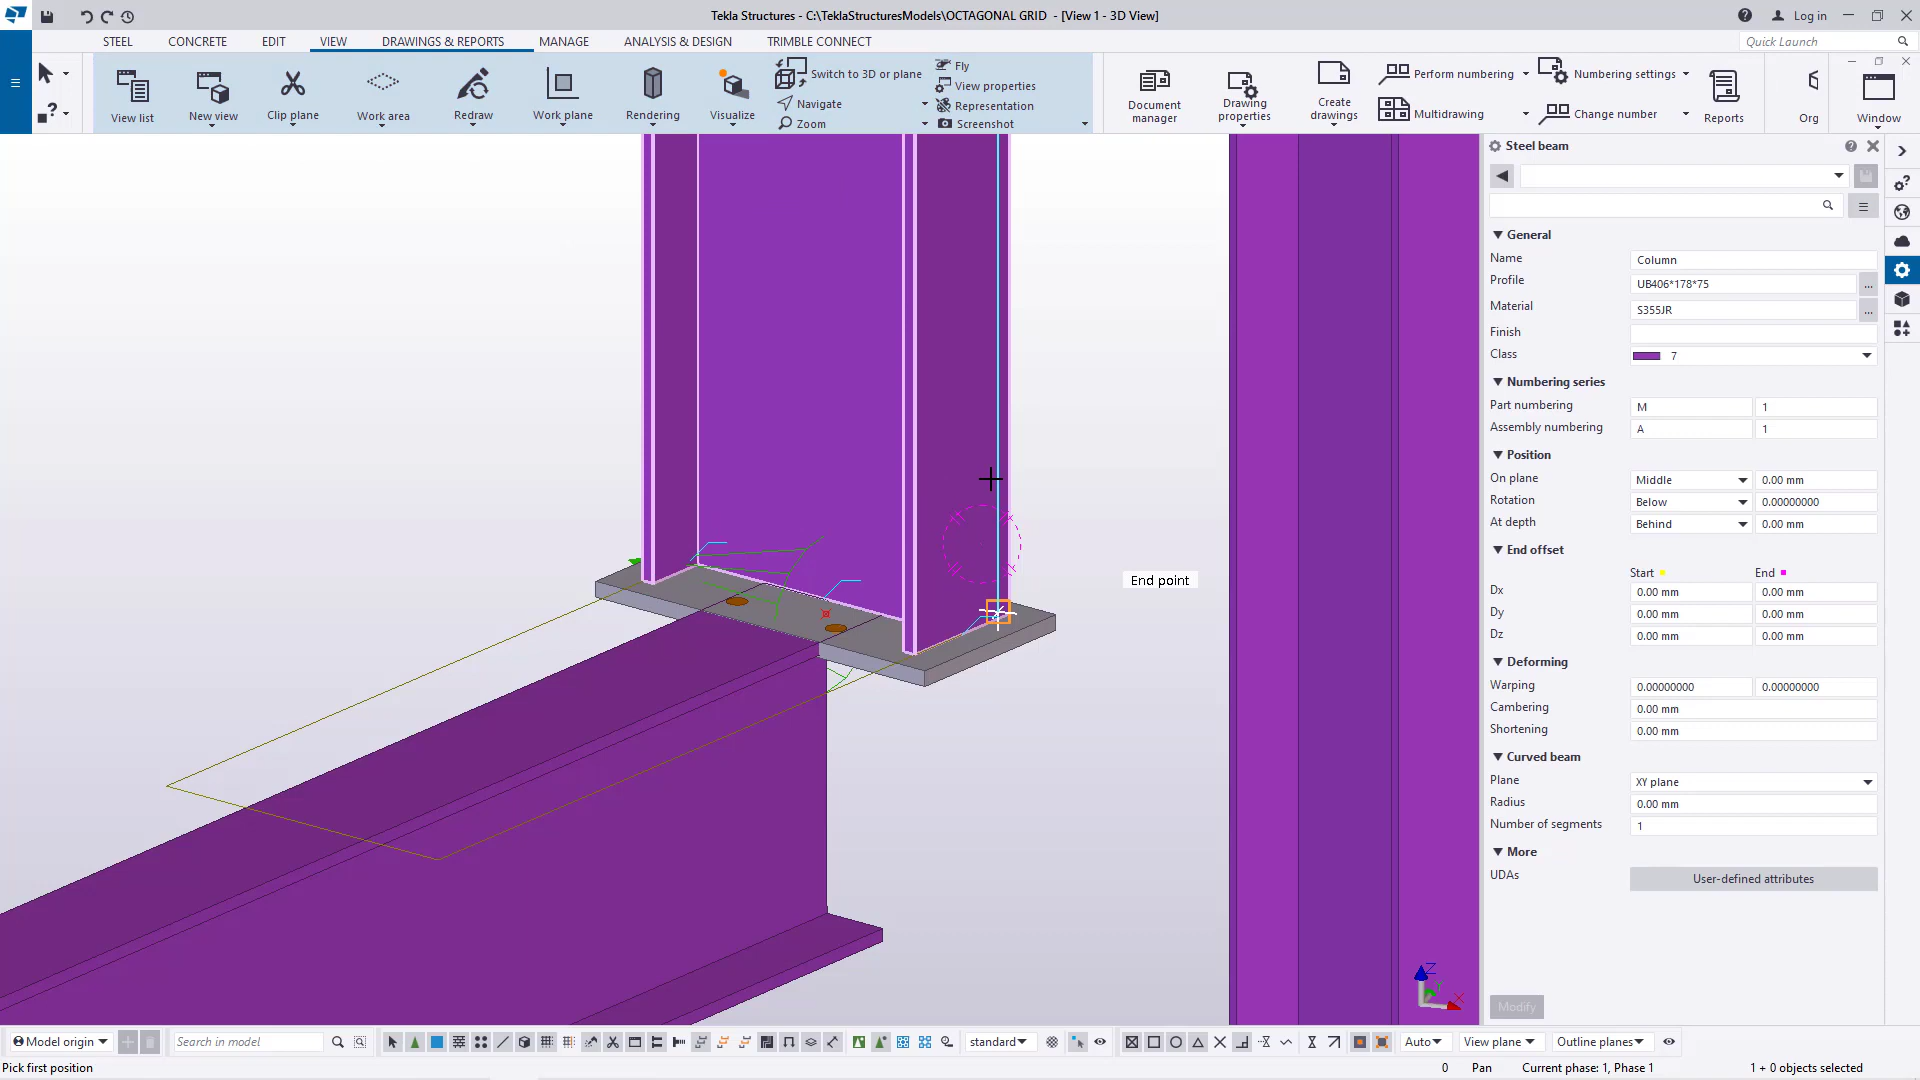 Tekla Structures - C:\TeklaStructuresModels\OCTAGONAL GRID - [View 1 - 3D View]
Log in
STEEL CONCRETE EDIT VIEW DRAWINGS & REPORTS MANAGE ANALYSIS & DESIGN TRIMBLE CONNECT
Quick Launch
View list
New view
Clip plane
Work area
Redraw
Work plane
Rendering
Visualize
Switch to 3D or plane
Navigate
Zoom
Fly
View properties
Representation
Screenshot
Document manager
Drawing properties
Create drawings
Perform numbering
Multidrawing
Numbering settings
Change number
Reports
Org
Window
Steel beam
General
Name Column
Profile UB406*178*75 ...
Material S355JR ...
Finish
Class 7
Numbering series
Part numbering M 1
Assembly numbering A 1
Position
On plane Middle 0.00 mm
Rotation Below 0.00000000
At depth Behind 0.00 mm
End offset
Start End
Dx 0.00 mm 0.00 mm
Dy 0.00 mm 0.00 mm
Dz 0.00 mm 0.00 mm
Deforming
Warping 0.00000000 0.00000000
Cambering 0.00 mm
Shortening 0.00 mm
Curved beam
Plane XY plane
Radius 0.00 mm
Number of segments 1
More
UDAs User-defined attributes
Modify
End point
Z
X
Model origin Search in model standard Auto View plane Outline planes
Pick first position 0 Pan Current phase: 1, Phase 1 1 + 0 objects selected